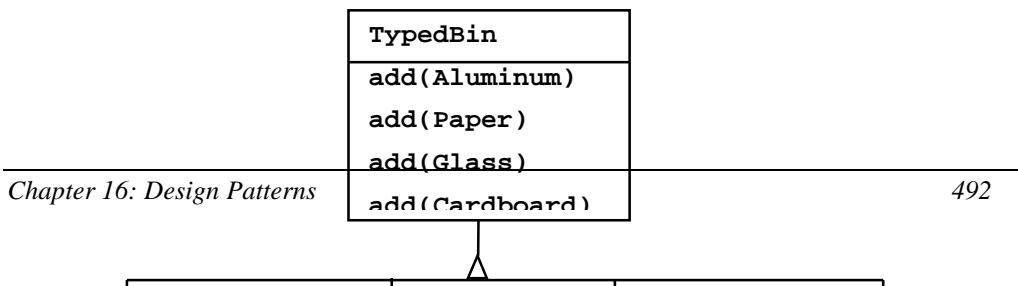 TypedBin
add(Aluminum)
add(Paper)
add(Glass)
Chapter 16: Design Patterns 492
add(Cardboard)